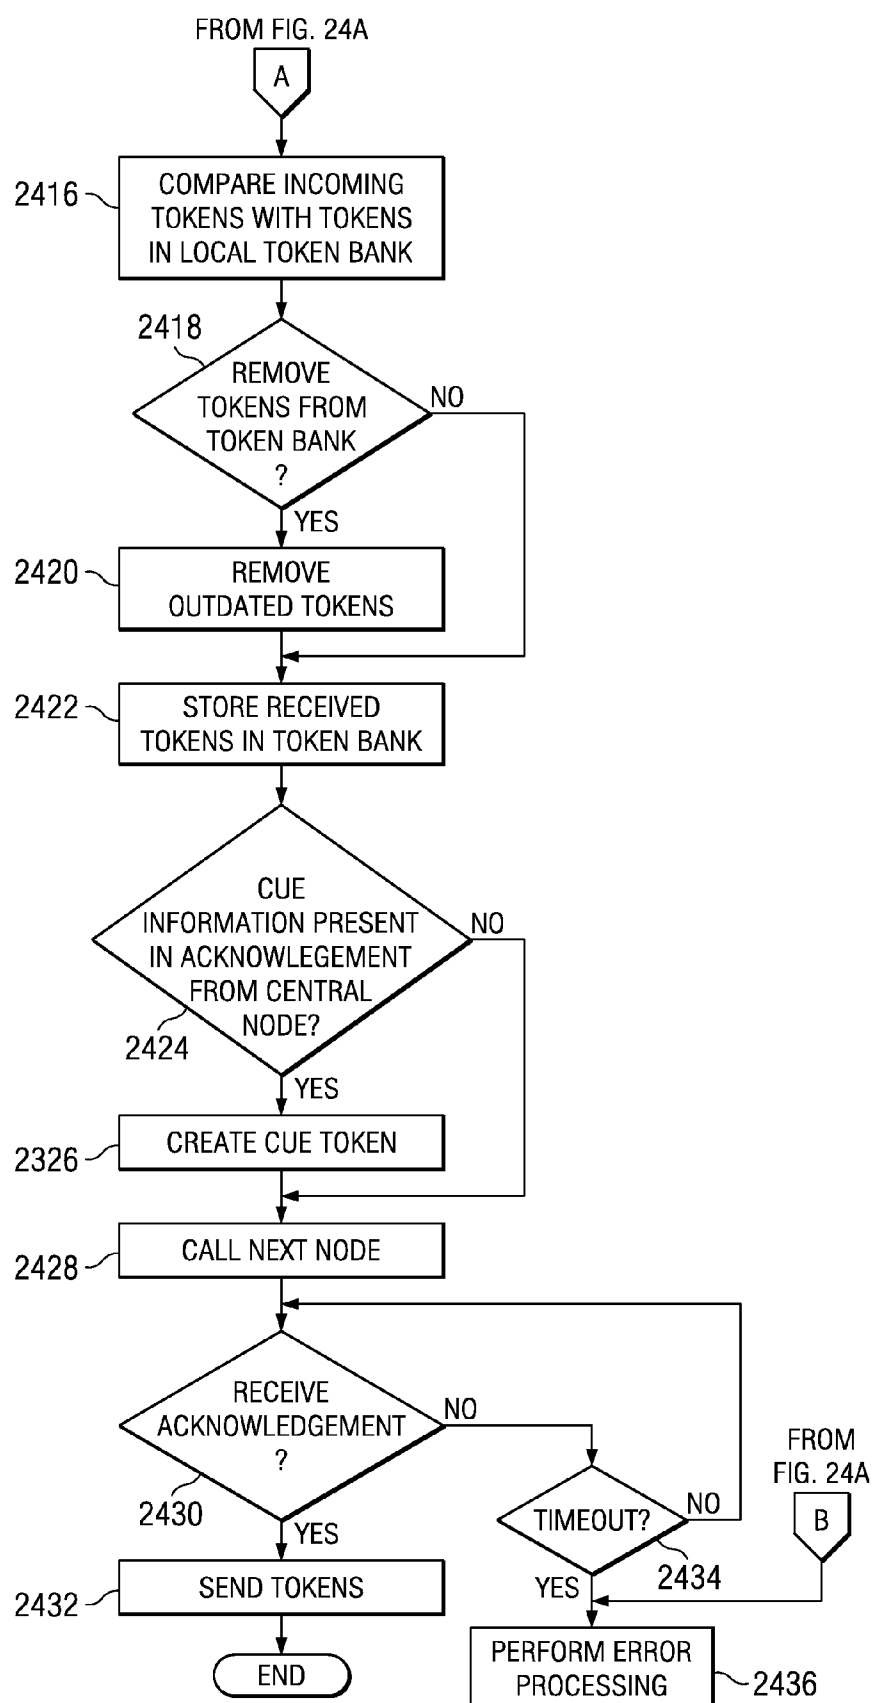 FROM FIG. 24A
A
2416
COMPARE INCOMING
TOKENS WITH TOKENS
IN LOCAL TOKEN BANK
2418
REMOVE
TOKENS FROM
TOKEN BANK
?
NO
YES
2420
REMOVE
OUTDATED TOKENS
2422
STORE RECEIVED
TOKENS IN TOKEN BANK
CUE
INFORMATION PRESENT
IN ACKNOWLEGEMENT
FROM CENTRAL
NODE?
NO
2424
YES
2326
CREATE CUE TOKEN
2428
CALL NEXT NODE
RECEIVE
ACKNOWLEDGEMENT
?
NO
2430
YES
FROM
FIG. 24A
B
TIMEOUT?
NO
2434
YES
2432
SEND TOKENS
END
PERFORM ERROR
PROCESSING
2436